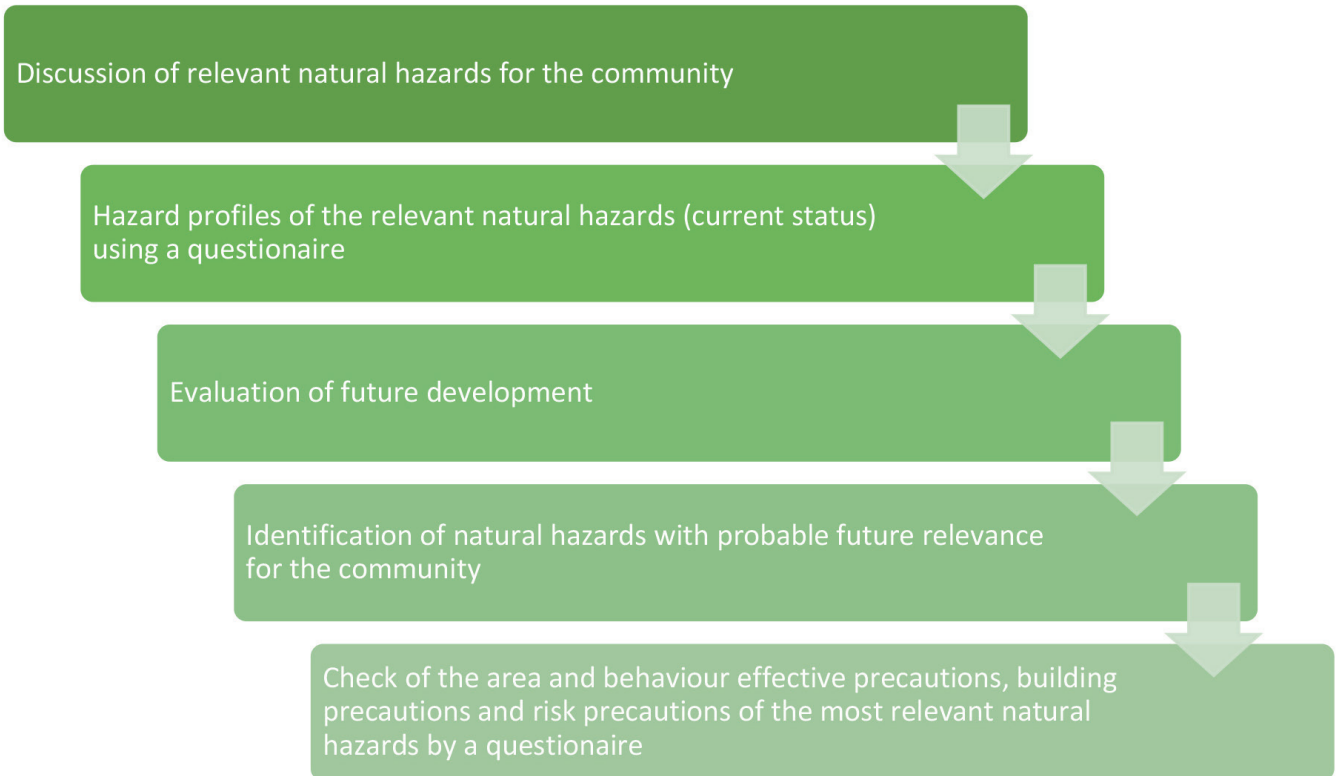 Discussion of relevant natural hazards for the community
Hazard profiles of the relevant natural hazards (current status)
using a questionaire
Evaluation of future development
Identification of natural hazards with probable future relevance
for the community
Check of the area and behaviour effective precautions, building
precautions and risk precautions of the most relevant natural
hazards by a questionaire